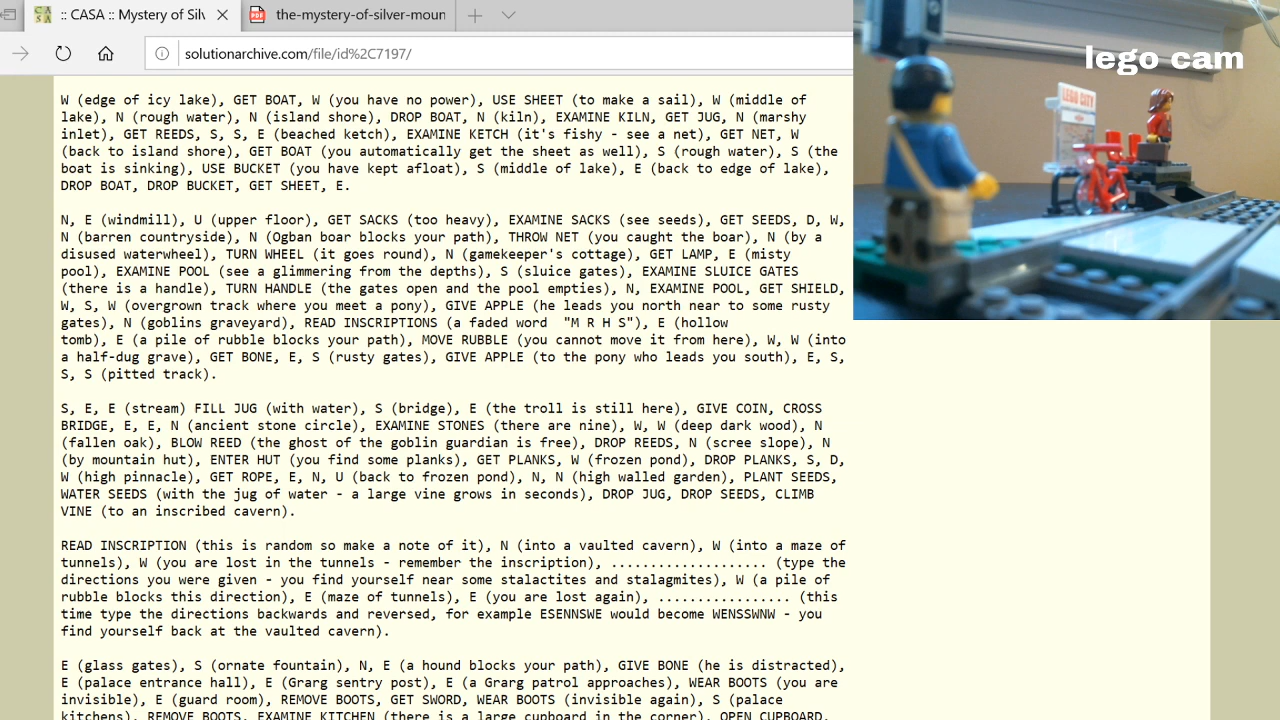 :: CASA :: Mystery of Silv
the-mystery-of-silver-moun
solutionarchive.com/file/id%2C7197/
lego cam
LEGO CITY
W (edge of icy lake), GET BOAT, W (you have no power), USE SHEET (to make a sail), W (middle of
lake), N (rough water), N (island shore), DROP BOAT, N (kiln), EXAMINE KILN, GET JUG, N (marshy
inlet), GET REEDS, S, S, E (beached ketch), EXAMINE KETCH (it's fishy - see a net), GET NET, W
(back to island shore), GET BOAT (you automatically get the sheet as well), S (rough water), S (the
boat is sinking), USE BUCKET (you have kept afloat), S (middle of lake), E (back to edge of lake),
DROP BOAT, DROP BUCKET, GET SHEET, E.
N, E (windmill), U (upper floor), GET SACKS (too heavy), EXAMINE SACKS (see seeds), GET SEEDS, D, W,
N (barren countryside), N (Ogban boar blocks your path), THROW NET (you caught the boar), N (by a
disused waterwheel), TURN WHEEL (it goes round), N (gamekeeper's cottage), GET LAMP, E (misty
pool), EXAMINE POOL (see a glimmering from the depths), S (sluice gates), EXAMINE SLUICE GATES
(there is a handle), TURN HANDLE (the gates open and the pool empties), N, EXAMINE POOL, GET SHIELD,
W, S, W (overgrown track where you meet a pony), GIVE APPLE (he leads you north near to some rusty
gates), N (goblins graveyard), READ INSCRIPTIONS (a faded word  "M R H S"), E (hollow
tomb), E (a pile of rubble blocks your path), MOVE RUBBLE (you cannot move it from here), W, W (into
a half-dug grave), GET BONE, E, S (rusty gates), GIVE APPLE (to the pony who leads you south), E, S,
S, S (pitted track).
S, E, E (stream) FILL JUG (with water), S (bridge), E (the troll is still here), GIVE COIN, CROSS
BRIDGE, E, E, N (ancient stone circle), EXAMINE STONES (there are nine), W, W (deep dark wood), N
(fallen oak), BLOW REED (the ghost of the goblin guardian is free), DROP REEDS, N (scree slope), N
(by mountain hut), ENTER HUT (you find some planks), GET PLANKS, W (frozen pond), DROP PLANKS, S, D,
W (high pinnacle), GET ROPE, E, N, U (back to frozen pond), N, N (high walled garden), PLANT SEEDS,
WATER SEEDS (with the jug of water - a large vine grows in seconds), DROP JUG, DROP SEEDS, CLIMB
VINE (to an inscribed cavern).
READ INSCRIPTION (this is random so make a note of it), N (into a vaulted cavern), W (into a maze of
tunnels), W (you are lost in the tunnels - remember the inscription), .................... (type the
directions you were given - you find yourself near some stalactites and stalagmites), W (a pile of
rubble blocks this direction), E (maze of tunnels), E (you are lost again), ................. (this
time type the directions backwards and reversed, for example ESENNSWE would become WENSSWNW - you
find yourself back at the vaulted cavern).
E (glass gates), S (ornate fountain), N, E (a hound blocks your path), GIVE BONE (he is distracted),
E (palace entrance hall), E (Grarg sentry post), E (a Grarg patrol approaches), WEAR BOOTS (you are
invisible), E (guard room), REMOVE BOOTS, GET SWORD, WEAR BOOTS (invisible again), S (palace
kitchens), REMOVE BOOTS, EXAMINE KITCHEN (there is a large cupboard in the corner), OPEN CUPBOARD,